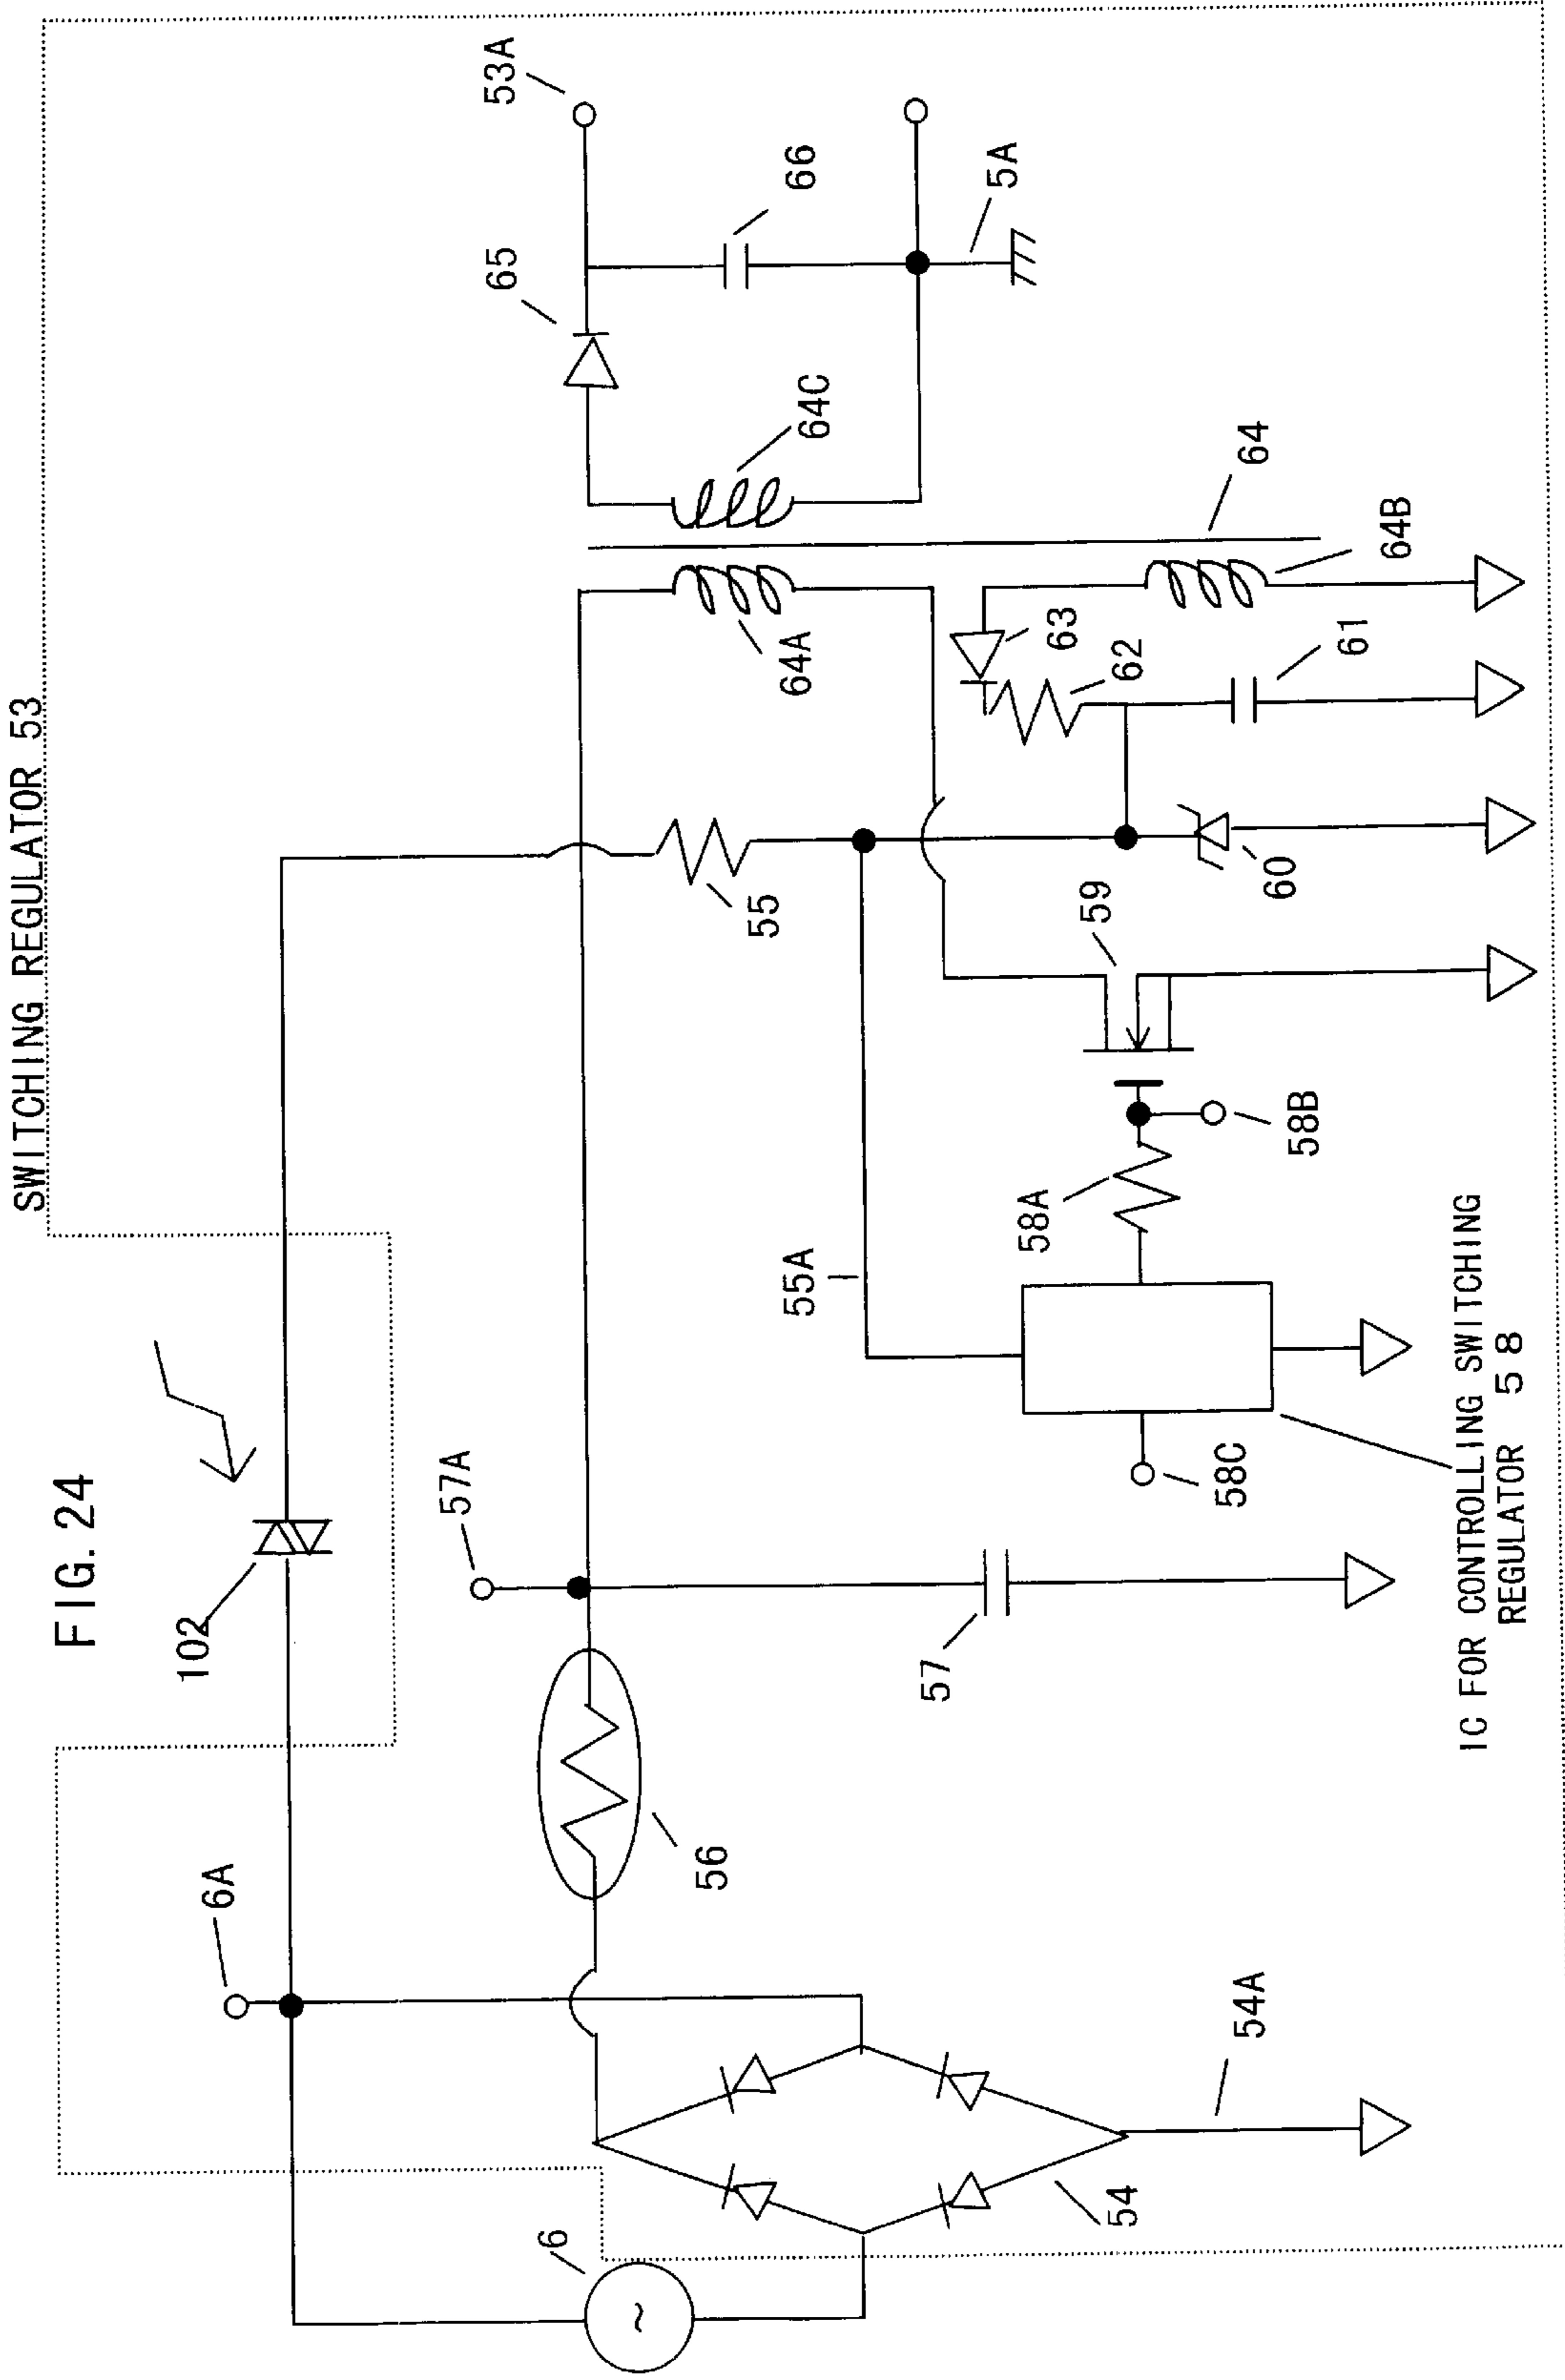 FIG. 24
SWITCHING REGULATOR 53
102
6A
57A
53A
65
66
5A
64C
64A
64
64B
63
62
61
60
59
55
55A
58A
58B
58C
56
57
6
54
54A
IC FOR CONTROLLING SWITCHING
REGULATOR 58
~